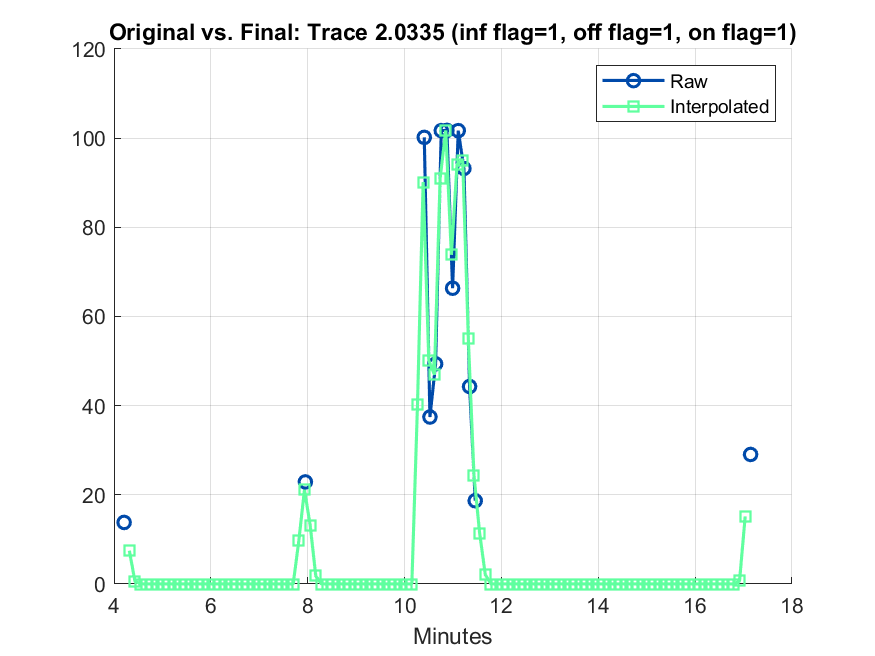 Original vs. Final: Trace 2.0335 (inf flag=1, off flag=1, on flag=1)
120
100
80
60
40
20
0
Raw
Interpolated
4 6 8 10 12 14 16 18
Minutes